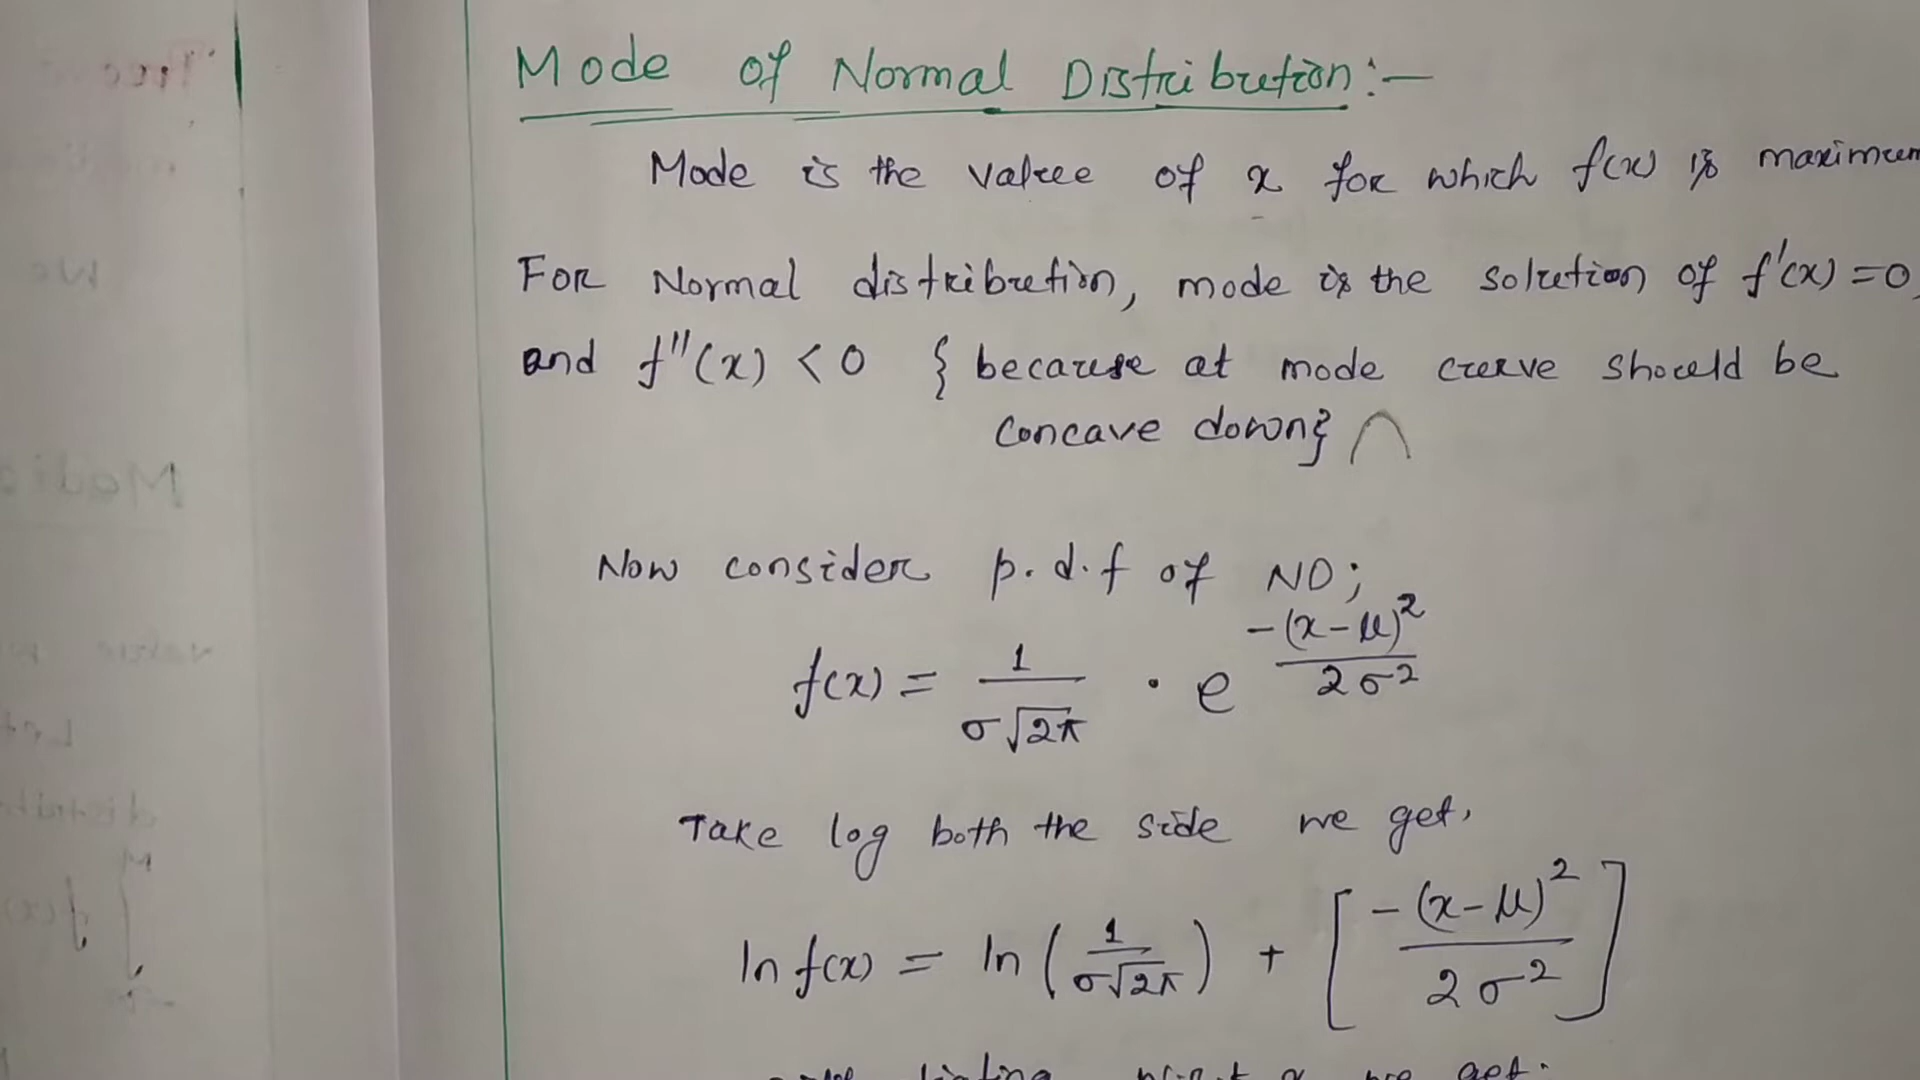 Mode of Normal Distribution:-
Mode is the value of x for which f(x) is maximum
For Normal distribution, mode is the solution of f'(x) = 0,
and f''(x) < 0 { because at mode curve should be
concave down}
Now consider p.d.f of ND;
f(x) = 1/(σ√2π) · e^(-(x-μ)²/2σ²)
Take log both the side we get,
ln f(x) = ln (1/(σ√2π)) + [-(x-μ)²/2σ²]
w.r.t x we get.